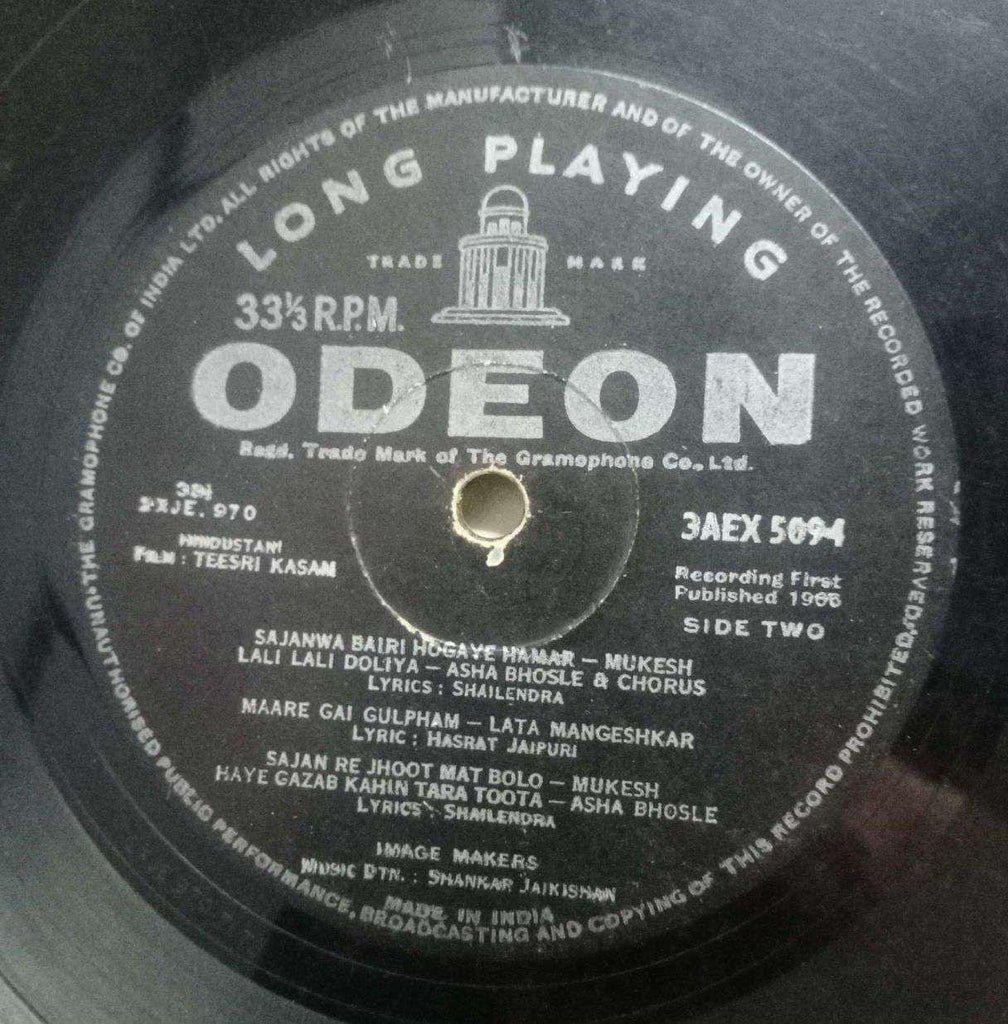 THE GRAMOPHONE CO. OF INDIA LTD. ALL RIGHTS OF THE MANUFACTURER AND OF THE OWNER OF THE RECORDED WORK RESERVED.
UNAUTHORISED PUBLIC PERFORMANCE, BROADCASTING AND COPYING OF THIS RECORD PROHIBITED.
LONG PLAYING
TRADE MARK
33⅓ R.P.M.
ODEON
Regd. Trade Mark of The Gramophone Co., Ltd.
970
3AEX 5094
HINDUSTANI
FILM : TEESRI KASAM
Recording First
Published 1966
SIDE TWO
SAJANWA BAIRI HOGAYE HAMAR – MUKESH
LALI LALI DOLIYA – ASHA BHOSLE & CHORUS
LYRICS : SHAILENDRA
MAARE GAI GULPHAM – LATA MANGESHKAR
LYRIC : HASRAT JAIPURI
SAJAN RE JHOOT MAT BOLO – MUKESH
HAYE GAZAB KAHIN TARA TOOTA – ASHA BHOSLE
LYRICS : SHAILENDRA
IMAGE MAKERS
MUSIC DTN. : SHANKAR JAIKISHAN
MADE IN INDIA